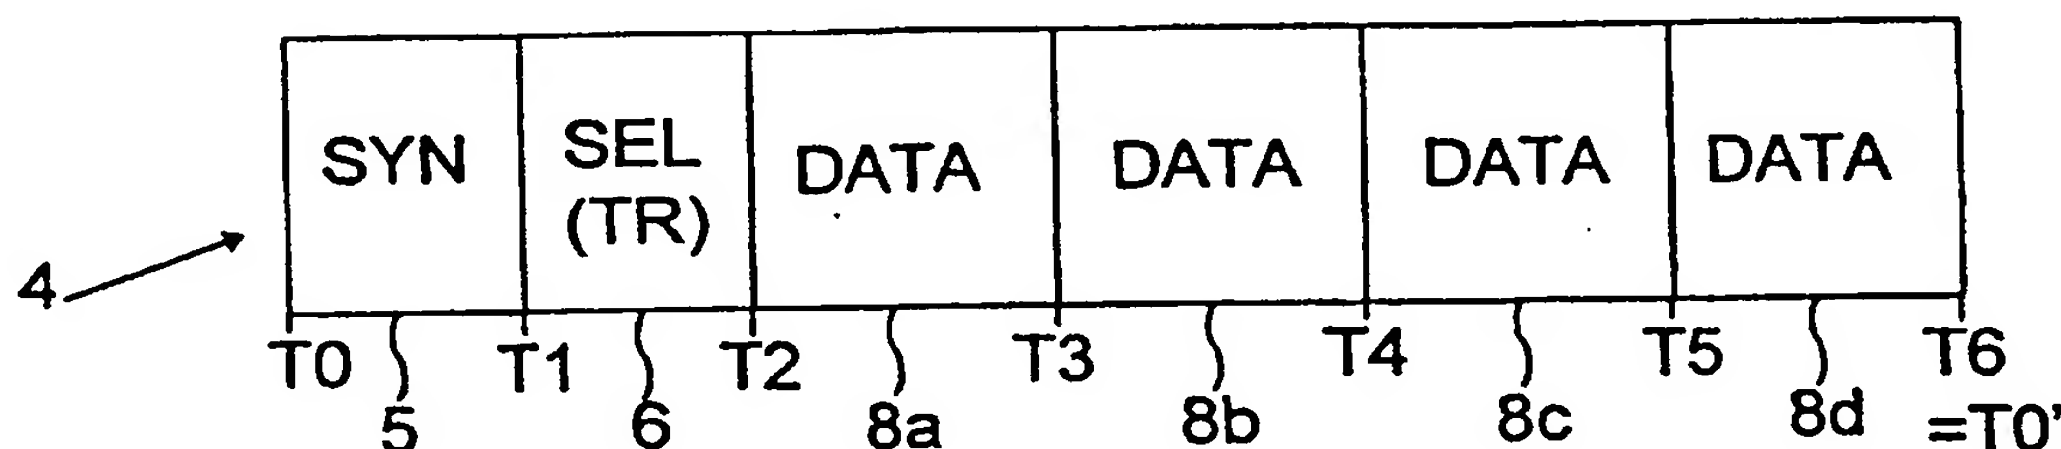 SYN SEL DATA DATA DATA DATA
(TR)
4
T0 T1 T2 T3 T4 T5 T6
5 6 8a 8b 8c 8d =T0'